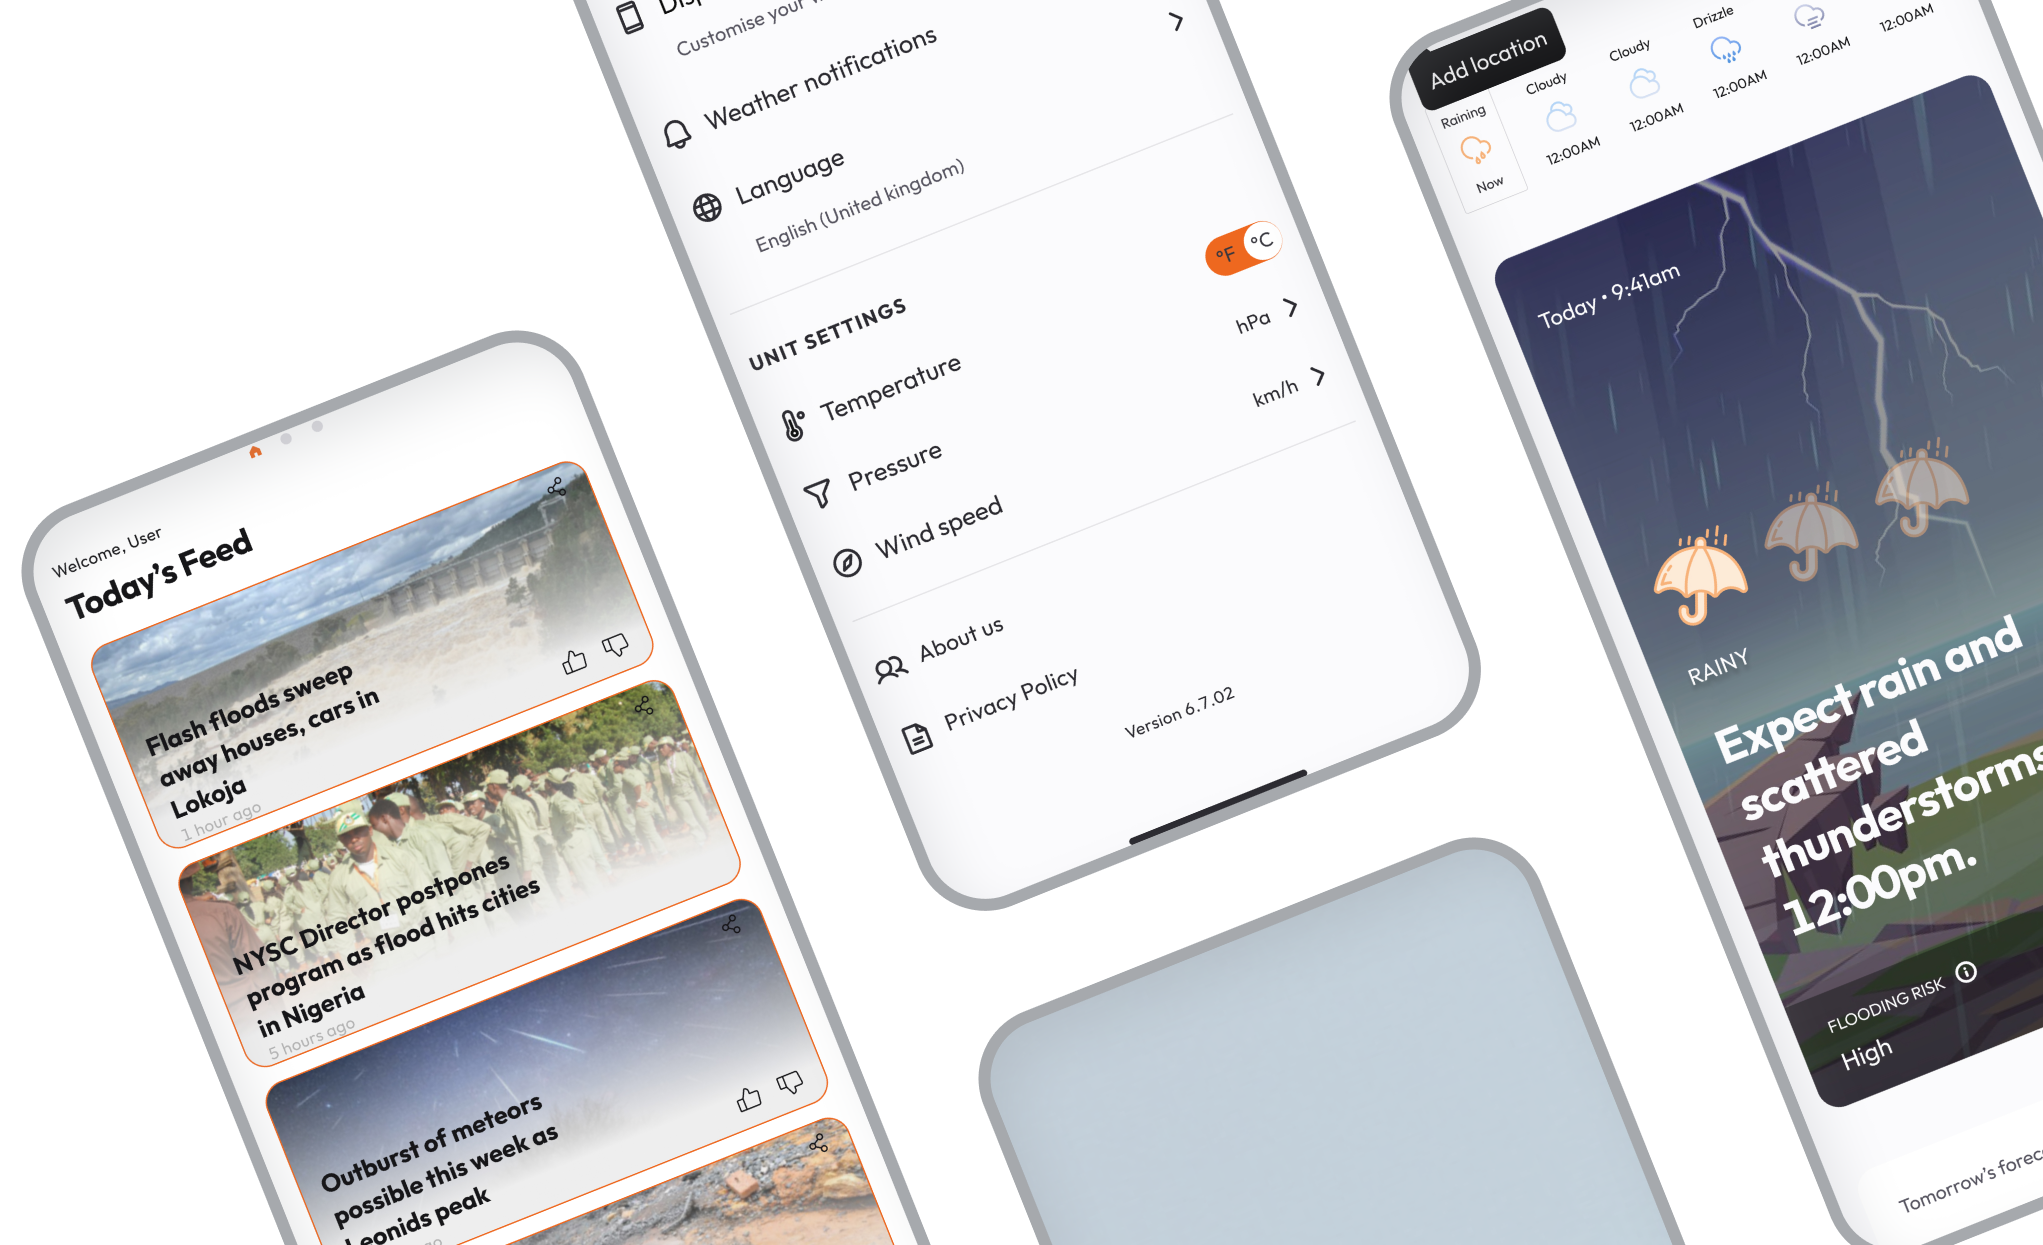 Welcome, User
Today's Feed
Flash floods sweep
away houses, cars in
Lokoja
1 hour ago
NYSC Director postpones
program as flood hits cities
in Nigeria
5 hours ago
Outburst of meteors
possible this week as
Leonids peak
Customise your
Weather notifications
Language
English (United kingdom)
UNIT SETTINGS
Temperature
°F °C
Pressure
hPa
Wind speed
km/h
About us
Privacy Policy
Version 6.7.02
Add location
Raining
Now
Cloudy
12:00AM
Cloudy
12:00AM
Drizzle
12:00AM
12:00AM
12:00AM
Today • 9:41am
RAINY
Expect rain and
scattered
thunderstorms
12:00pm.
FLOODING RISK
High
Tomorrow's